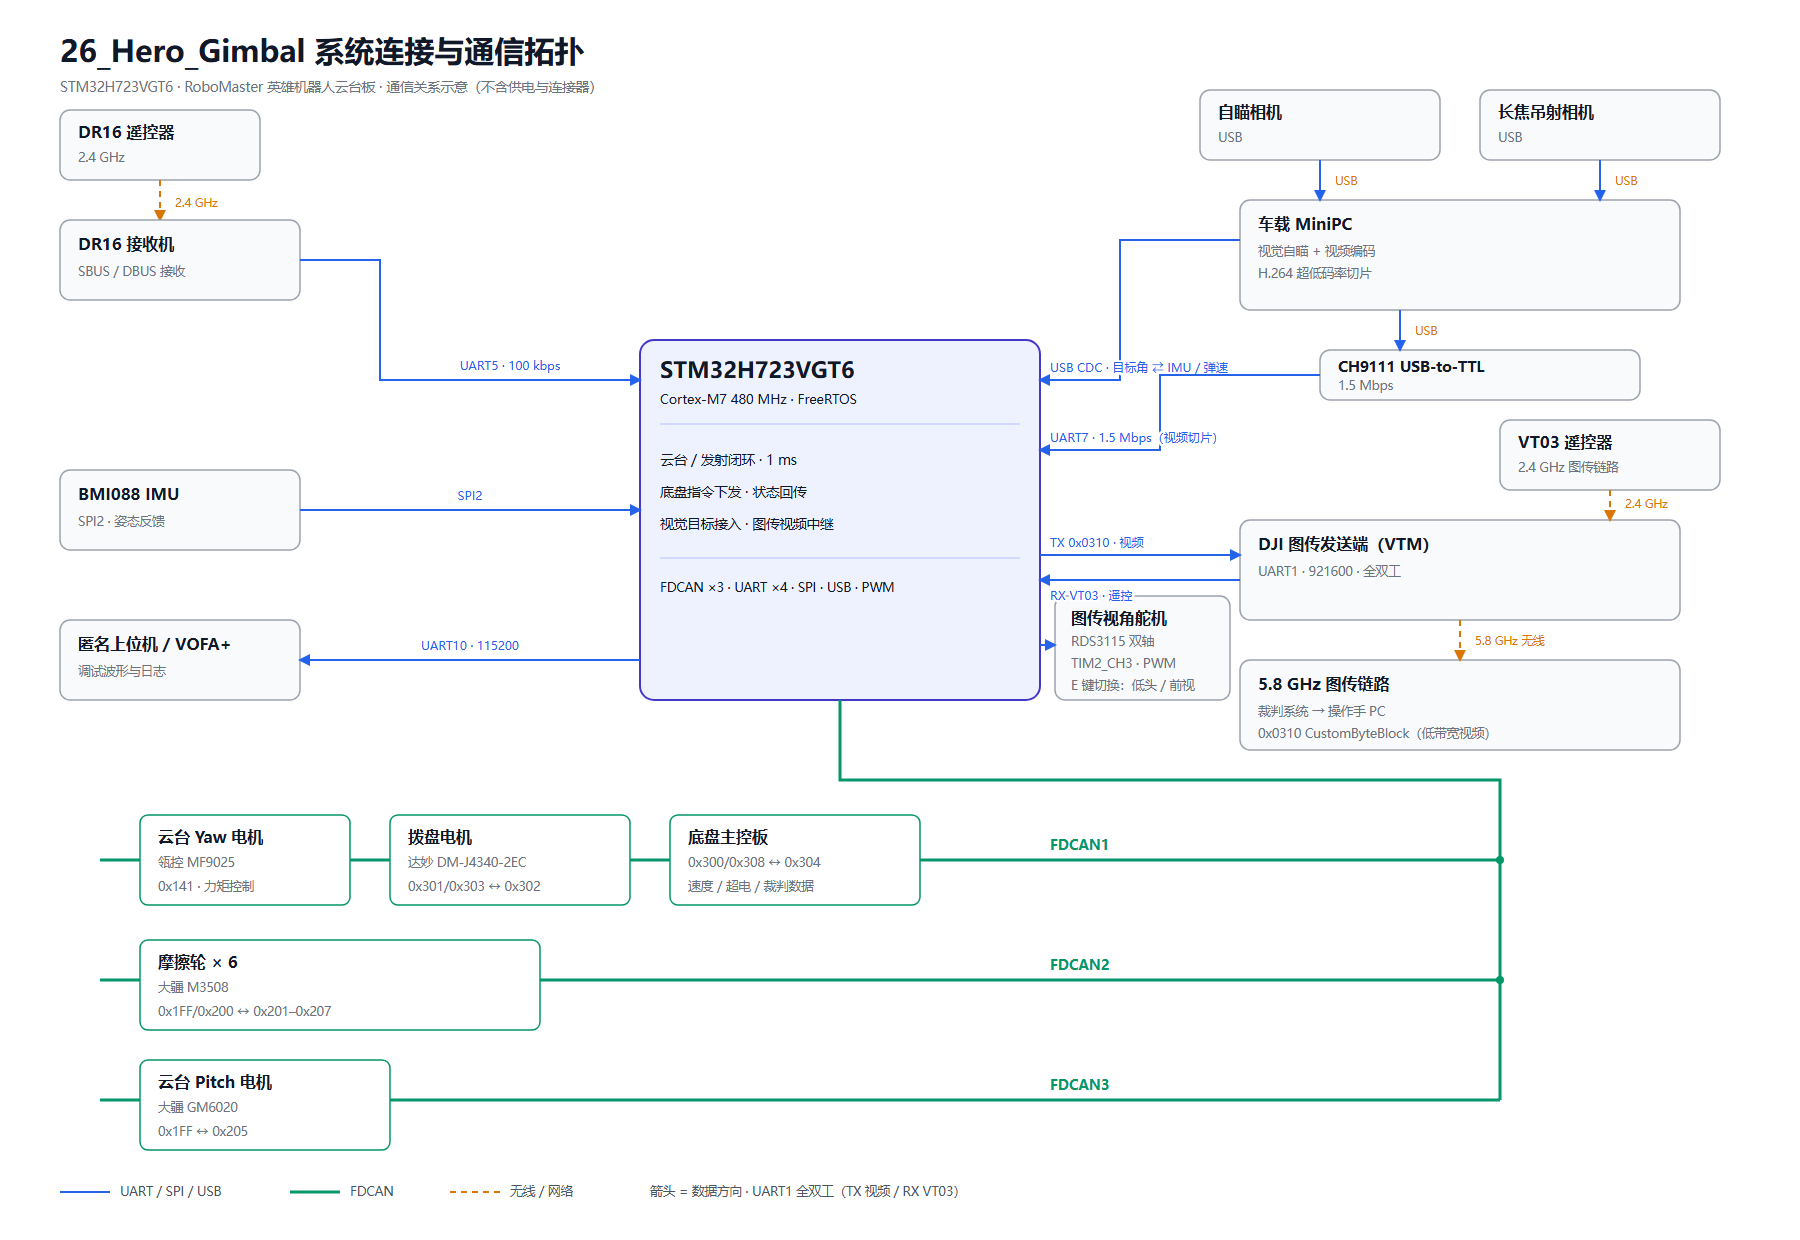 26_Hero_Gimbal 系统连接与通信拓扑
STM32H723VGT6 · RoboMaster 英雄机器人云台板 · 通信关系示意（不含供电与连接器）
DR16 遥控器
2.4 GHz
2.4 GHz
DR16 接收机
SBUS / DBUS 接收
UART5 · 100 kbps
BMI088 IMU
SPI2 · 姿态反馈
SPI2
匿名上位机 / VOFA+
调试波形与日志
UART10 · 115200
STM32H723VGT6
Cortex-M7 480 MHz · FreeRTOS
云台 / 发射闭环 · 1 ms
底盘指令下发 · 状态回传
视觉目标接入 · 图传视频中继
FDCAN ×3 · UART ×4 · SPI · USB · PWM
自瞄相机
USB
长焦吊射相机
USB
USB
USB
车载 MiniPC
视觉自瞄 + 视频编码
H.264 超低码率切片
USB
USB CDC · 目标角 ⇄ IMU / 弹速
CH9111 USB-to-TTL
1.5 Mbps
UART7 · 1.5 Mbps（视频切片）
VT03 遥控器
2.4 GHz 图传链路
2.4 GHz
TX 0x0310 · 视频
DJI 图传发送端（VTM）
UART1 · 921600 · 全双工
RX-VT03 · 遥控
图传视角舵机
RDS3115 双轴
TIM2_CH3 · PWM
E 键切换：低头 / 前视
5.8 GHz 无线
5.8 GHz 图传链路
裁判系统 → 操作手 PC
0x0310 CustomByteBlock（低带宽视频）
云台 Yaw 电机
瓴控 MF9025
0x141 · 力矩控制
拨盘电机
达妙 DM-J4340-2EC
0x301/0x303 ↔ 0x302
底盘主控板
0x300/0x308 ↔ 0x304
速度 / 超电 / 裁判数据
FDCAN1
摩擦轮 × 6
大疆 M3508
0x1FF/0x200 ↔ 0x201–0x207
FDCAN2
云台 Pitch 电机
大疆 GM6020
0x1FF ↔ 0x205
FDCAN3
UART / SPI / USB
FDCAN
无线 / 网络
箭头 = 数据方向 · UART1 全双工（TX 视频 / RX VT03）